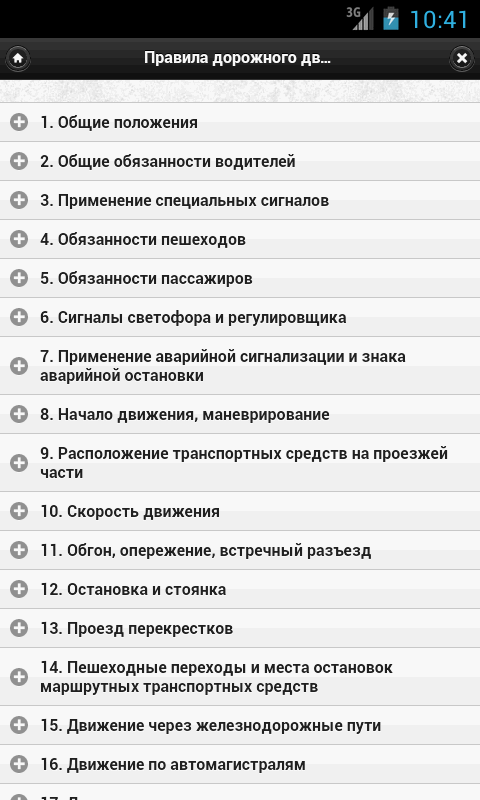 3G 10:41
Правила дорожного дв...
1. Общие положения
2. Общие обязанности водителей
3. Применение специальных сигналов
4. Обязанности пешеходов
5. Обязанности пассажиров
6. Сигналы светофора и регулировщика
7. Применение аварийной сигнализации и знака
аварийной остановки
8. Начало движения, маневрирование
9. Расположение транспортных средств на проезжей
части
10. Скорость движения
11. Обгон, опережение, встречный разъезд
12. Остановка и стоянка
13. Проезд перекрестков
14. Пешеходные переходы и места остановок
маршрутных транспортных средств
15. Движение через железнодорожные пути
16. Движение по автомагистралям
17.